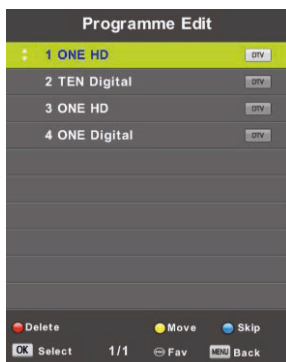 Programme Edit
1 ONE HD DTV
2 TEN Digital DTV
3 ONE HD DTV
4 ONE Digital DTV
Delete Move Skip
OK Select 1/1 Fav MENU Back